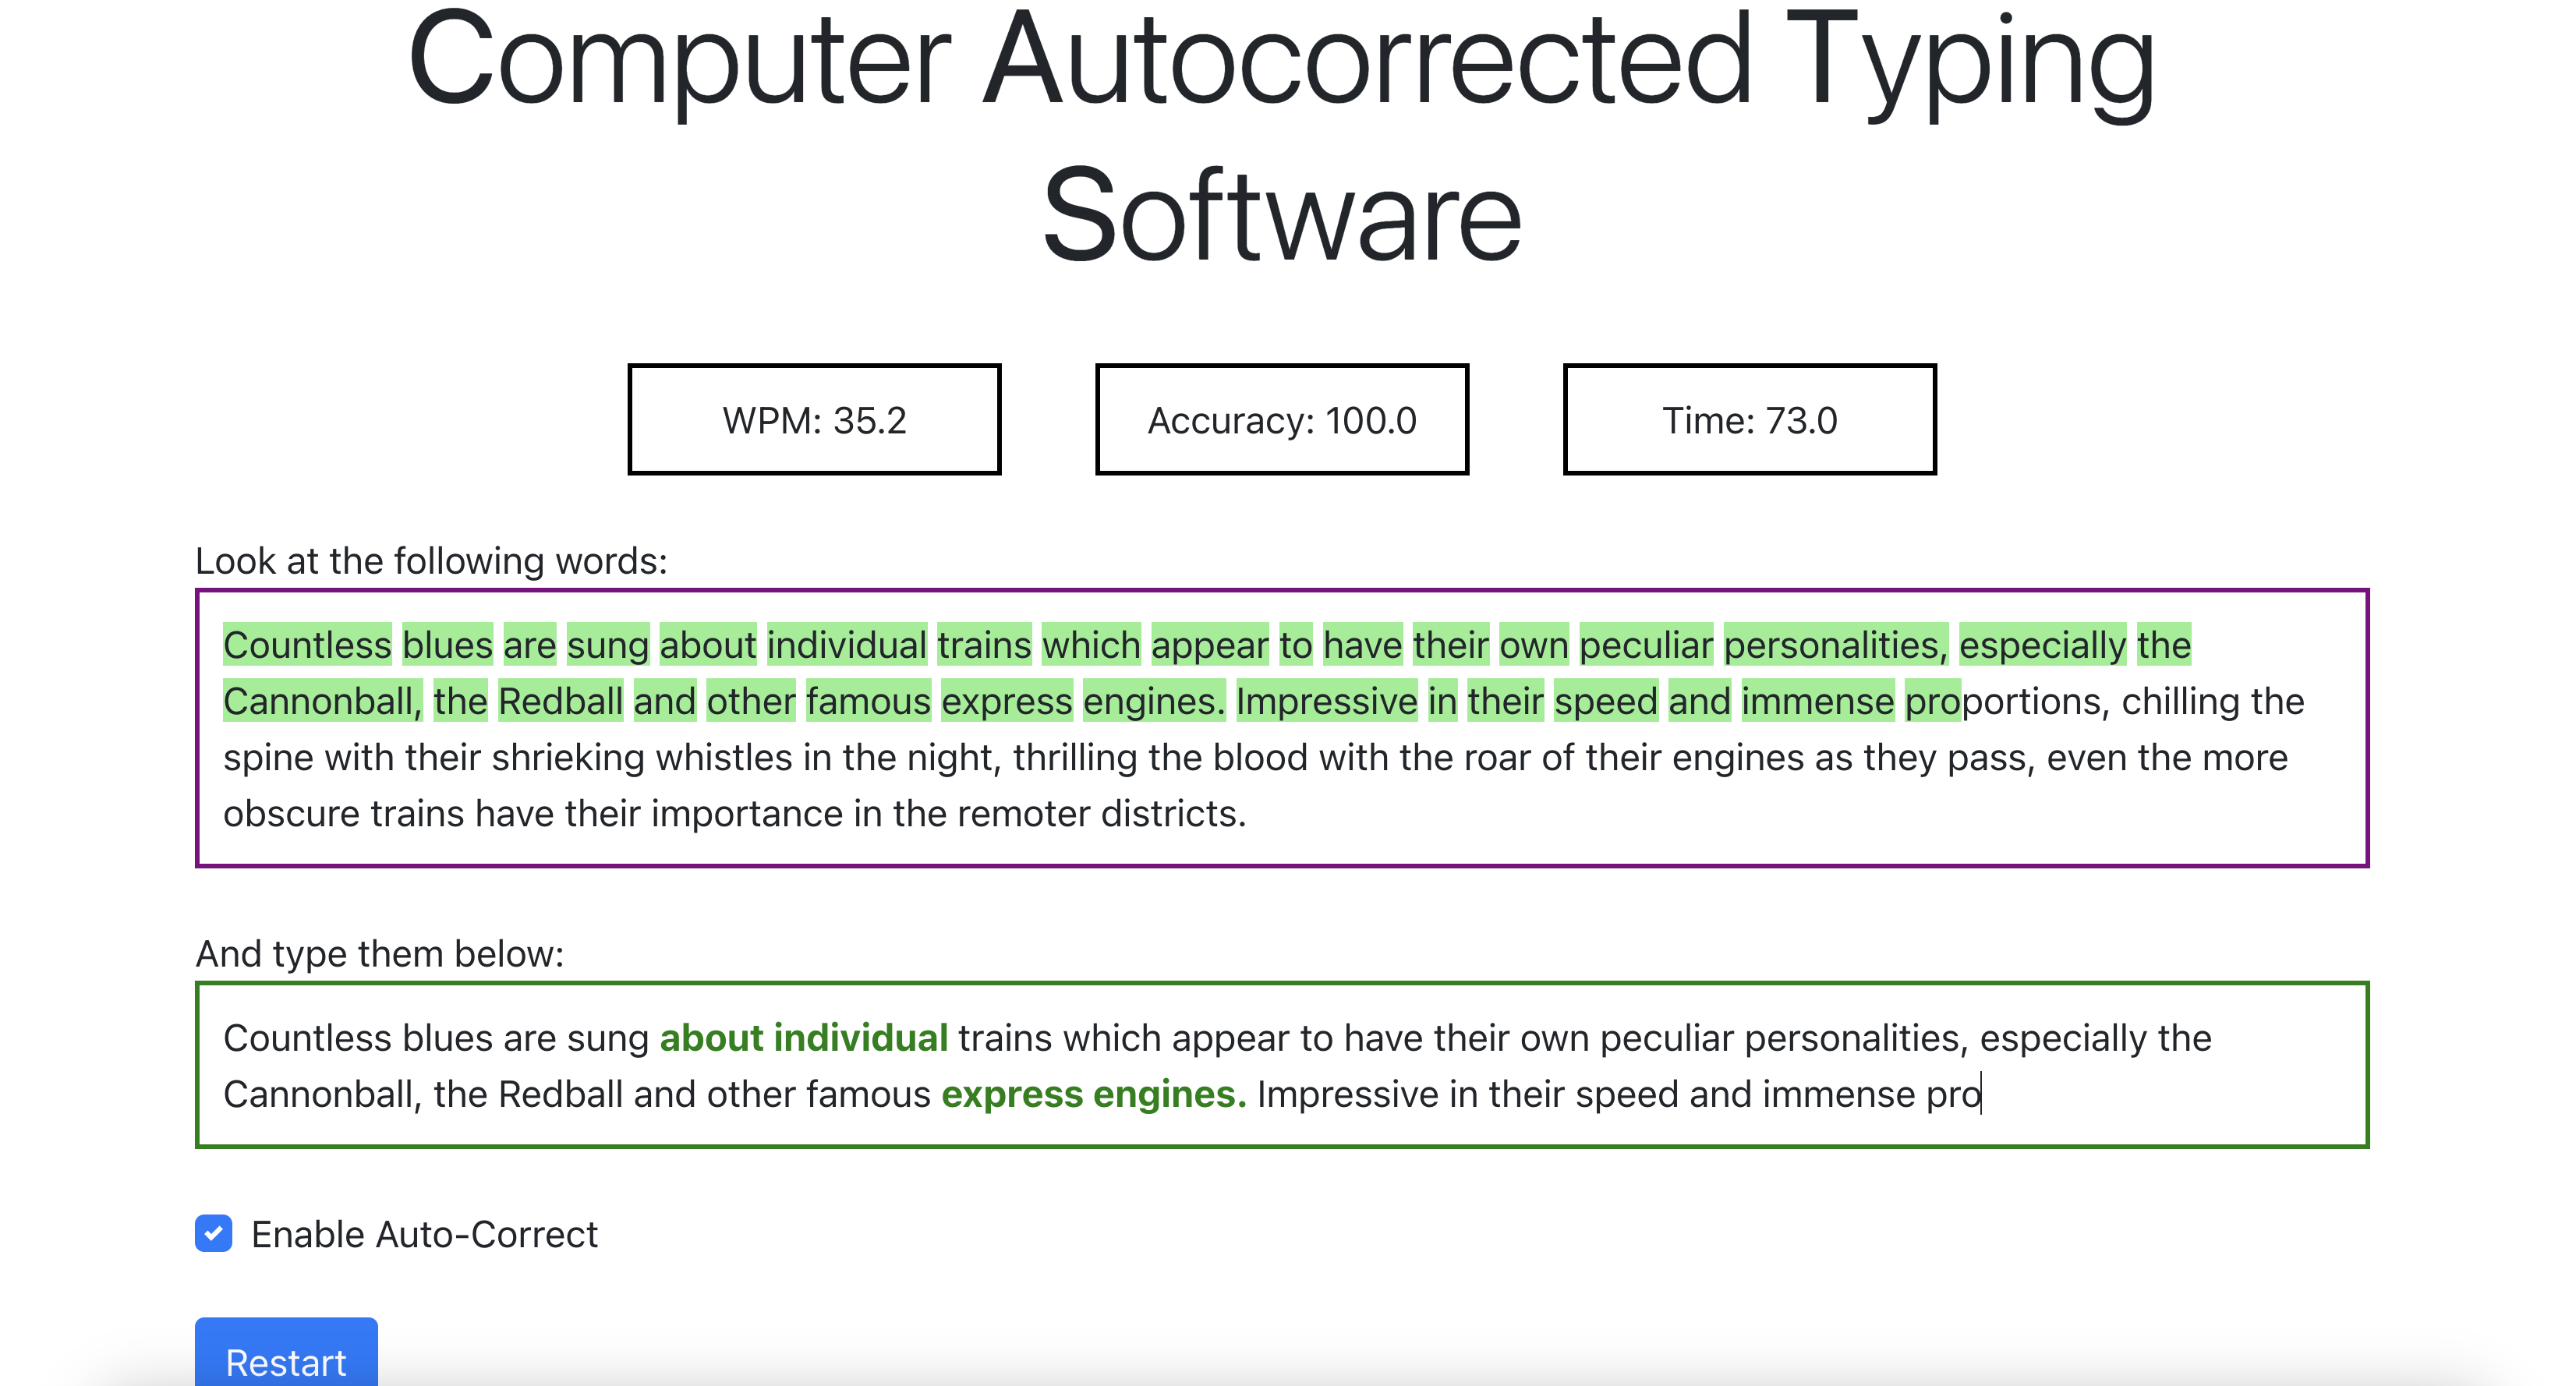 Computer Autocorrected Typing
Software
WPM: 35.2
Accuracy: 100.0
Time: 73.0
Look at the following words:
Countless blues are sung about individual trains which appear to have their own peculiar personalities, especially the
Cannonball, the Redball and other famous express engines. Impressive in their speed and immense proportions, chilling the
spine with their shrieking whistles in the night, thrilling the blood with the roar of their engines as they pass, even the more
obscure trains have their importance in the remoter districts.
And type them below:
Countless blues are sung about individual trains which appear to have their own peculiar personalities, especially the
Cannonball, the Redball and other famous express engines. Impressive in their speed and immense pro
Enable Auto-Correct
Restart